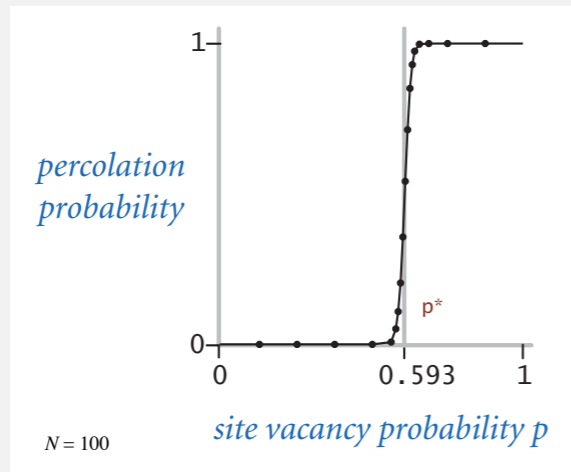 1
percolation
probability
p*
0
0
0.593
1
site vacancy probability p
N = 100